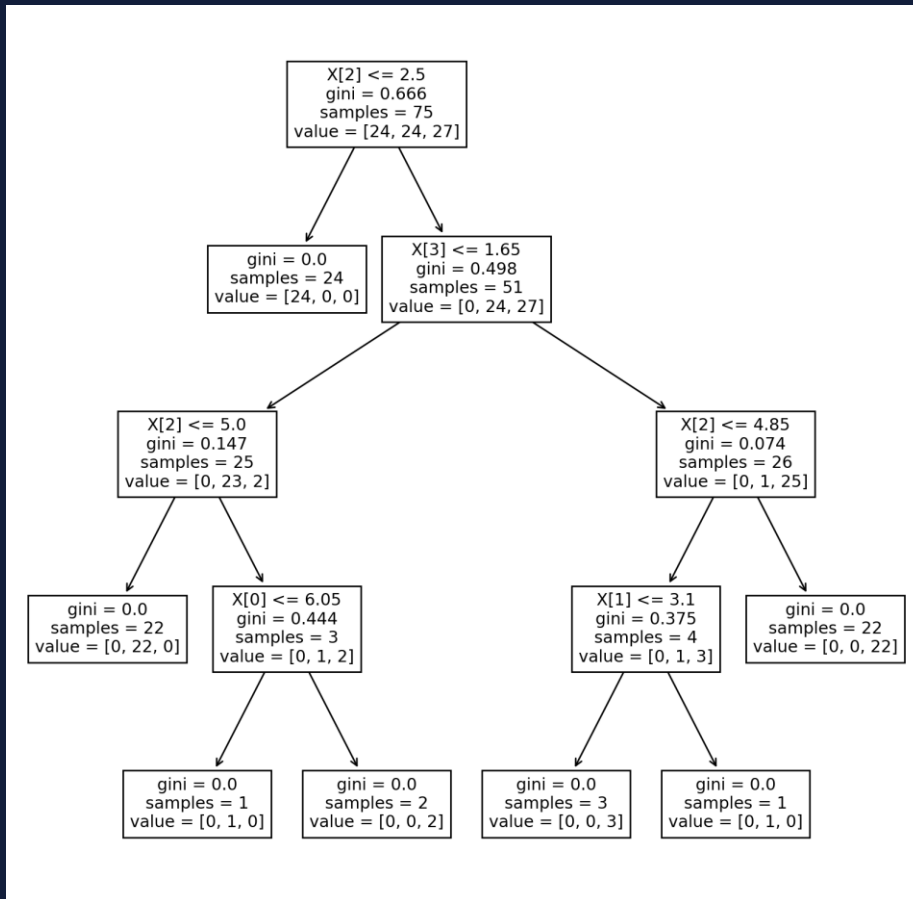 X[2] <= 2.5
gini = 0.666
samples = 75
value = [24, 24, 27]
gini = 0.0
samples = 24
value = [24, 0, 0]
X[3] <= 1.65
gini = 0.498
samples = 51
value = [0, 24, 27]
X[2] <= 5.0
gini = 0.147
samples = 25
value = [0, 23, 2]
X[2] <= 4.85
gini = 0.074
samples = 26
value = [0, 1, 25]
gini = 0.0
samples = 22
value = [0, 22, 0]
X[0] <= 6.05
gini = 0.444
samples = 3
value = [0, 1, 2]
X[1] <= 3.1
gini = 0.375
samples = 4
value = [0, 1, 3]
gini = 0.0
samples = 22
value = [0, 0, 22]
gini = 0.0
samples = 1
value = [0, 1, 0]
gini = 0.0
samples = 2
value = [0, 0, 2]
gini = 0.0
samples = 3
value = [0, 0, 3]
gini = 0.0
samples = 1
value = [0, 1, 0]